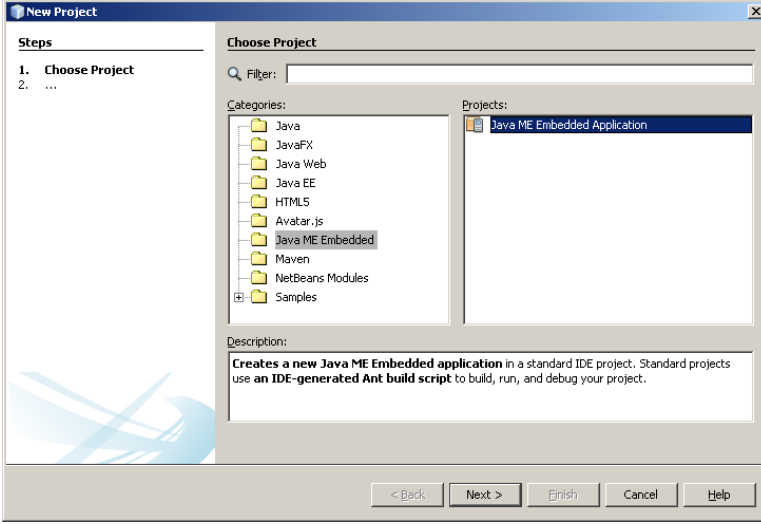 New Project
Steps
1. Choose Project
2. ...
Choose Project
Filter:
Categories:
Java
JavaFX
Java Web
Java EE
HTML5
Avatar.js
Java ME Embedded
Maven
NetBeans Modules
Samples
Projects:
Java ME Embedded Application
Description:
Creates a new Java ME Embedded application in a standard IDE project. Standard projects
use an IDE-generated Ant build script to build, run, and debug your project.
< Back
Next >
Finish
Cancel
Help